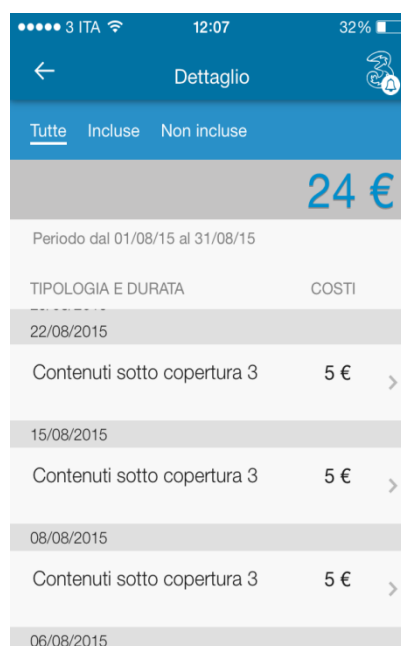 3 ITA 12:07 32%
Dettaglio
Tutte Incluse Non incluse
24 €
Periodo dal 01/08/15 al 31/08/15
TIPOLOGIA E DURATA COSTI
22/08/2015
Contenuti sotto copertura 3 5 €
15/08/2015
Contenuti sotto copertura 3 5 €
08/08/2015
Contenuti sotto copertura 3 5 €
06/08/2015